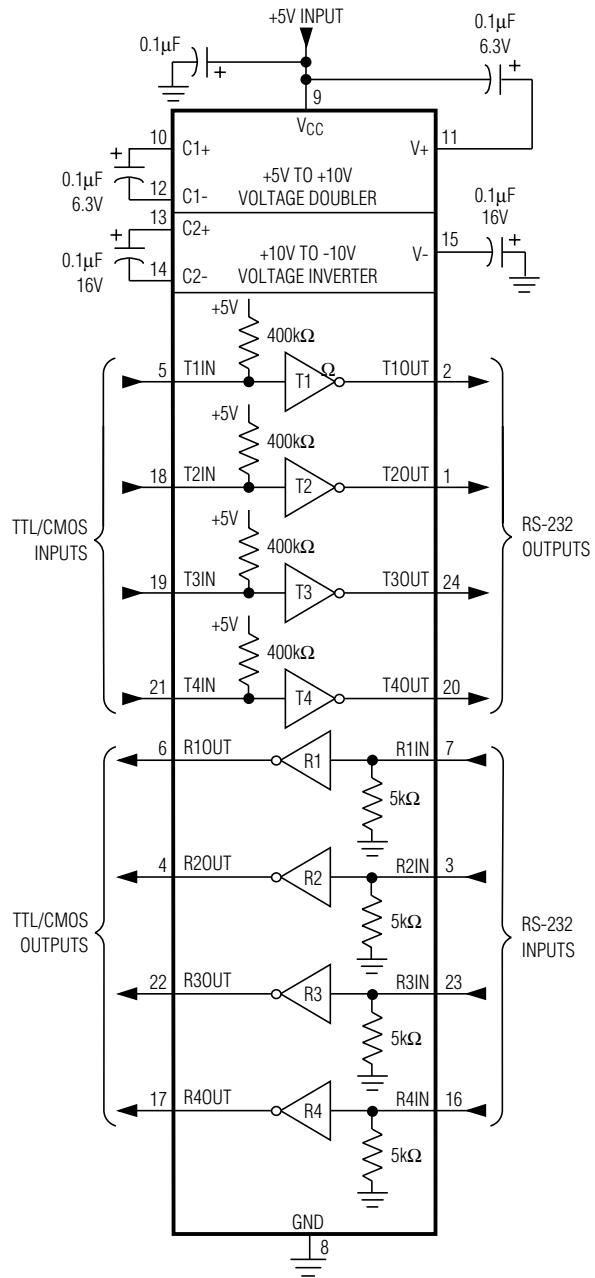 +5V INPUT
0.1µF
0.1µF
6.3V
+
+
9
VCC
10
C1+
V+
11
+
0.1µF
6.3V
+5V TO +10V
VOLTAGE DOUBLER
12
C1-
13
C2+
0.1µF
16V
+
+
0.1µF
16V
+10V TO -10V
VOLTAGE INVERTER
V-
15
14
C2-
+5V
400kΩ
5
T1IN
T1
Ω
T1OUT
2
+5V
400kΩ
18
T2IN
T2
T2OUT
1
+5V
400kΩ
TTL/CMOS
INPUTS
RS-232
OUTPUTS
19
T3IN
T3
T3OUT
24
+5V
400kΩ
21
T4IN
T4
T4OUT
20
6
R1OUT
R1
R1IN
7
5kΩ
4
R2OUT
R2
R2IN
3
5kΩ
TTL/CMOS
OUTPUTS
RS-232
INPUTS
22
R3OUT
R3
R3IN
23
5kΩ
17
R4OUT
R4
R4IN
16
5kΩ
GND
8